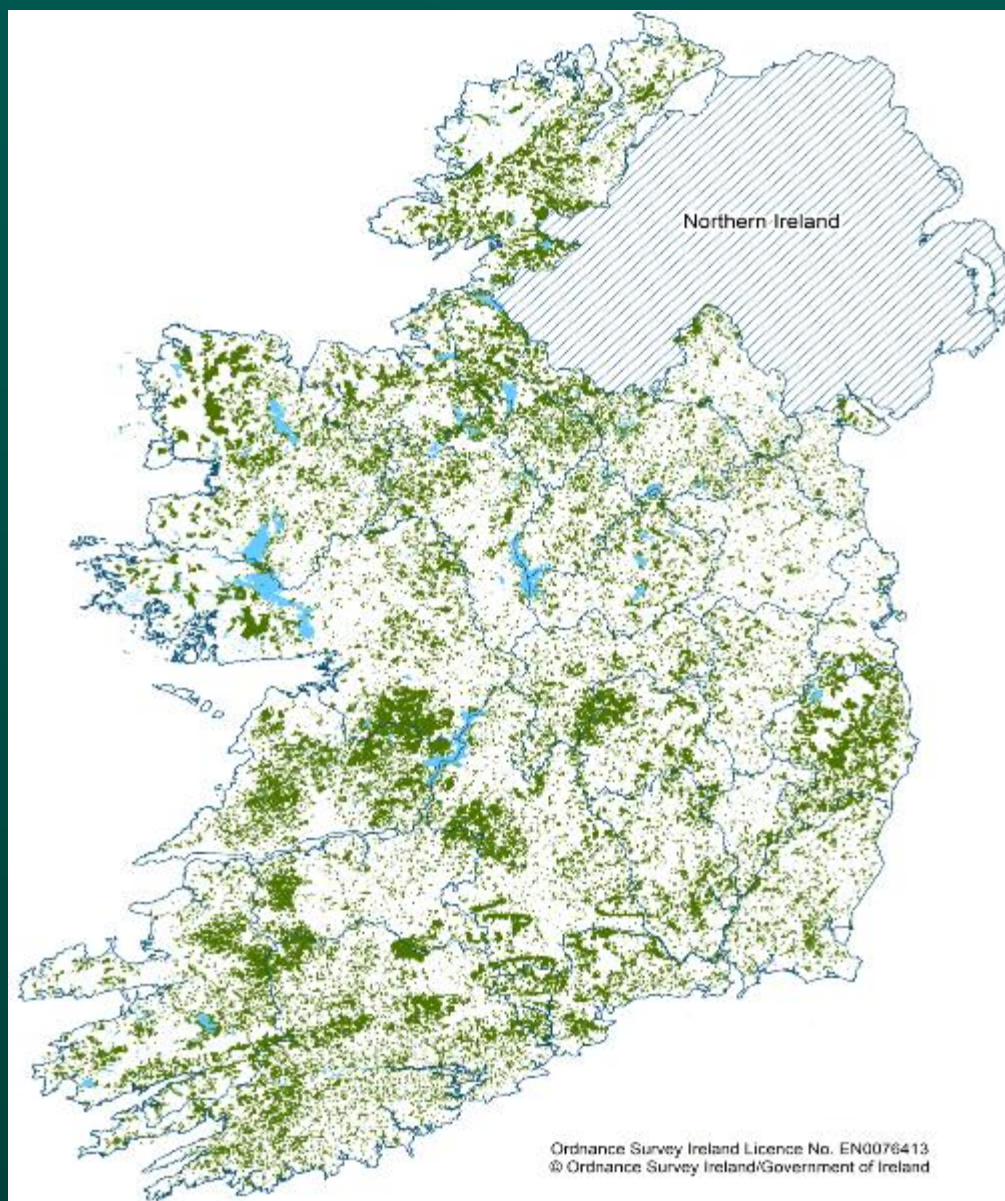 Northern Ireland
Ordnance Survey Ireland Licence No. EN0076413
© Ordnance Survey Ireland/Government of Ireland